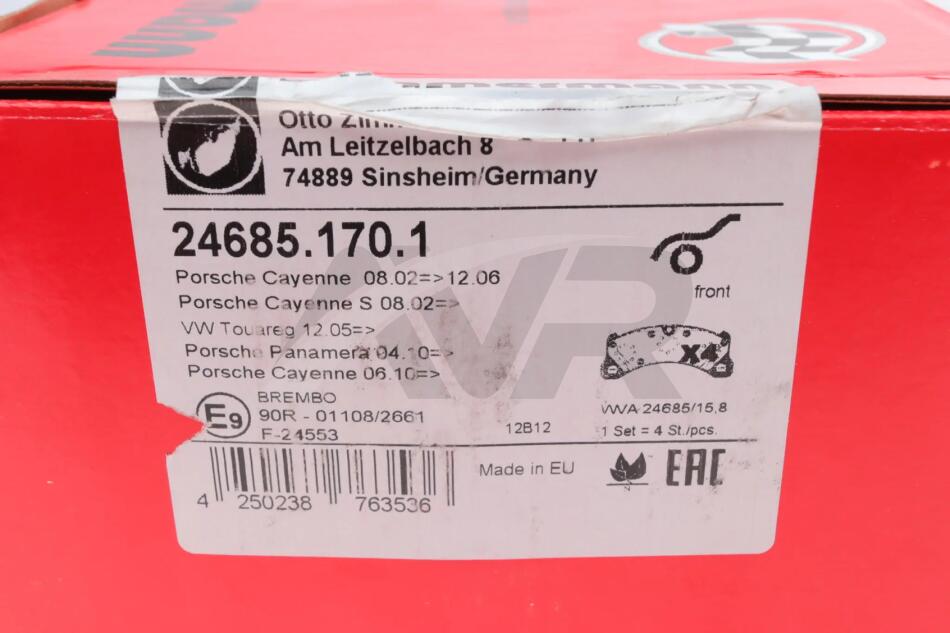 Otto
Am Leitzelbach 8
74889 Sinsheim/Germany
24685.170.1
Porsche Cayenne 08.02=>12.06
Porsche Cayenne S 08.02=>
VW Touareg 12.05=>
Porsche Panamera 04.10=>
Porsche Cayenne 06.10=>
front
X4
E9
BREMBO
90R - 01108/2661
F-24553
12B12
WVA 24685/15,8
1 Set = 4 St./pcs.
Made in EU
EAC
4 250238 763536